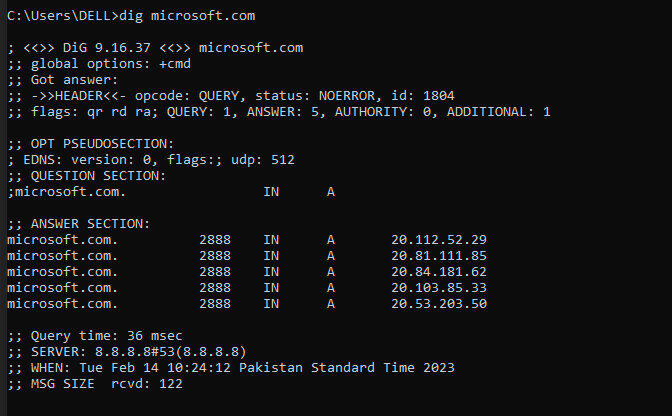 C:\Users\DELL>dig microsoft.com
; <<>> DiG 9.16.37 <<>> microsoft.com
;; global options: +cmd
;; Got answer:
;; ->>HEADER<<- opcode: QUERY, status: NOERROR, id: 1804
;; flags: qr rd ra; QUERY: 1, ANSWER: 5, AUTHORITY: 0, ADDITIONAL: 1
;; OPT PSEUDOSECTION:
; EDNS: version: 0, flags:; udp: 512
;; QUESTION SECTION:
;microsoft.com. IN A
;; ANSWER SECTION:
microsoft.com. 2888 IN A 20.112.52.29
microsoft.com. 2888 IN A 20.81.111.85
microsoft.com. 2888 IN A 20.84.181.62
microsoft.com. 2888 IN A 20.103.85.33
microsoft.com. 2888 IN A 20.53.203.50
;; Query time: 36 msec
;; SERVER: 8.8.8.8#53(8.8.8.8)
;; WHEN: Tue Feb 14 10:24:12 Pakistan Standard Time 2023
;; MSG SIZE rcvd: 122